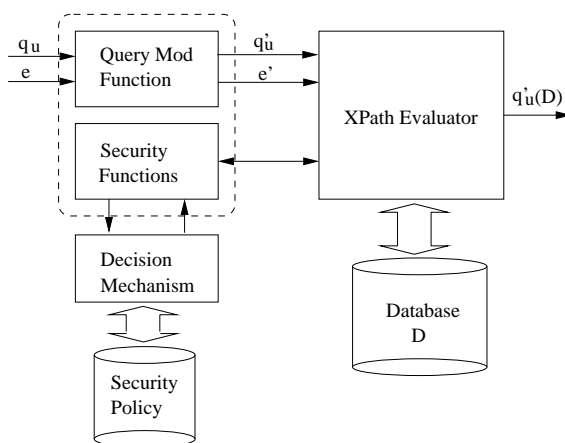 q u
e
Query Mod
Function
q'u
e'
XPath Evaluator
q'u(D)
Security
Functions
Decision
Mechanism
Database
D
Security
Policy